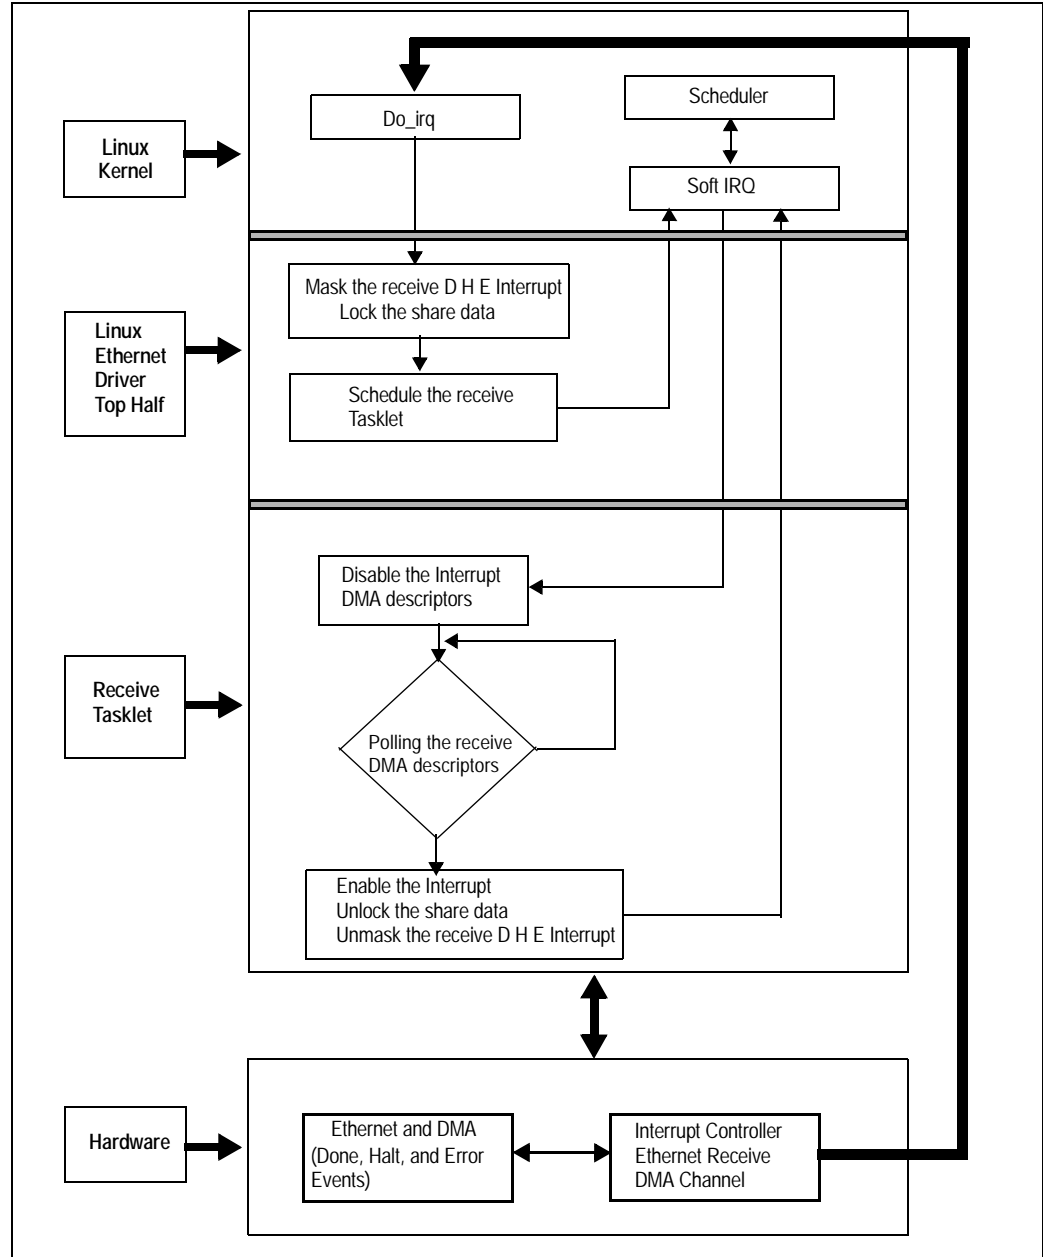 Do_irq
Scheduler
Linux
Kernel
Soft IRQ
Mask the receive D H E Interrupt
Lock the share data
Linux
Ethernet
Driver
Top Half
Schedule the receive
Tasklet
Disable the Interrupt
DMA descriptors
Receive
Tasklet
Polling the receive
DMA descriptors
Enable the Interrupt
Unlock the share data
Unmask the receive D H E Interrupt
Hardware
Ethernet and DMA
(Done, Halt, and Error
Events)
Interrupt Controller
Ethernet Receive
DMA Channel